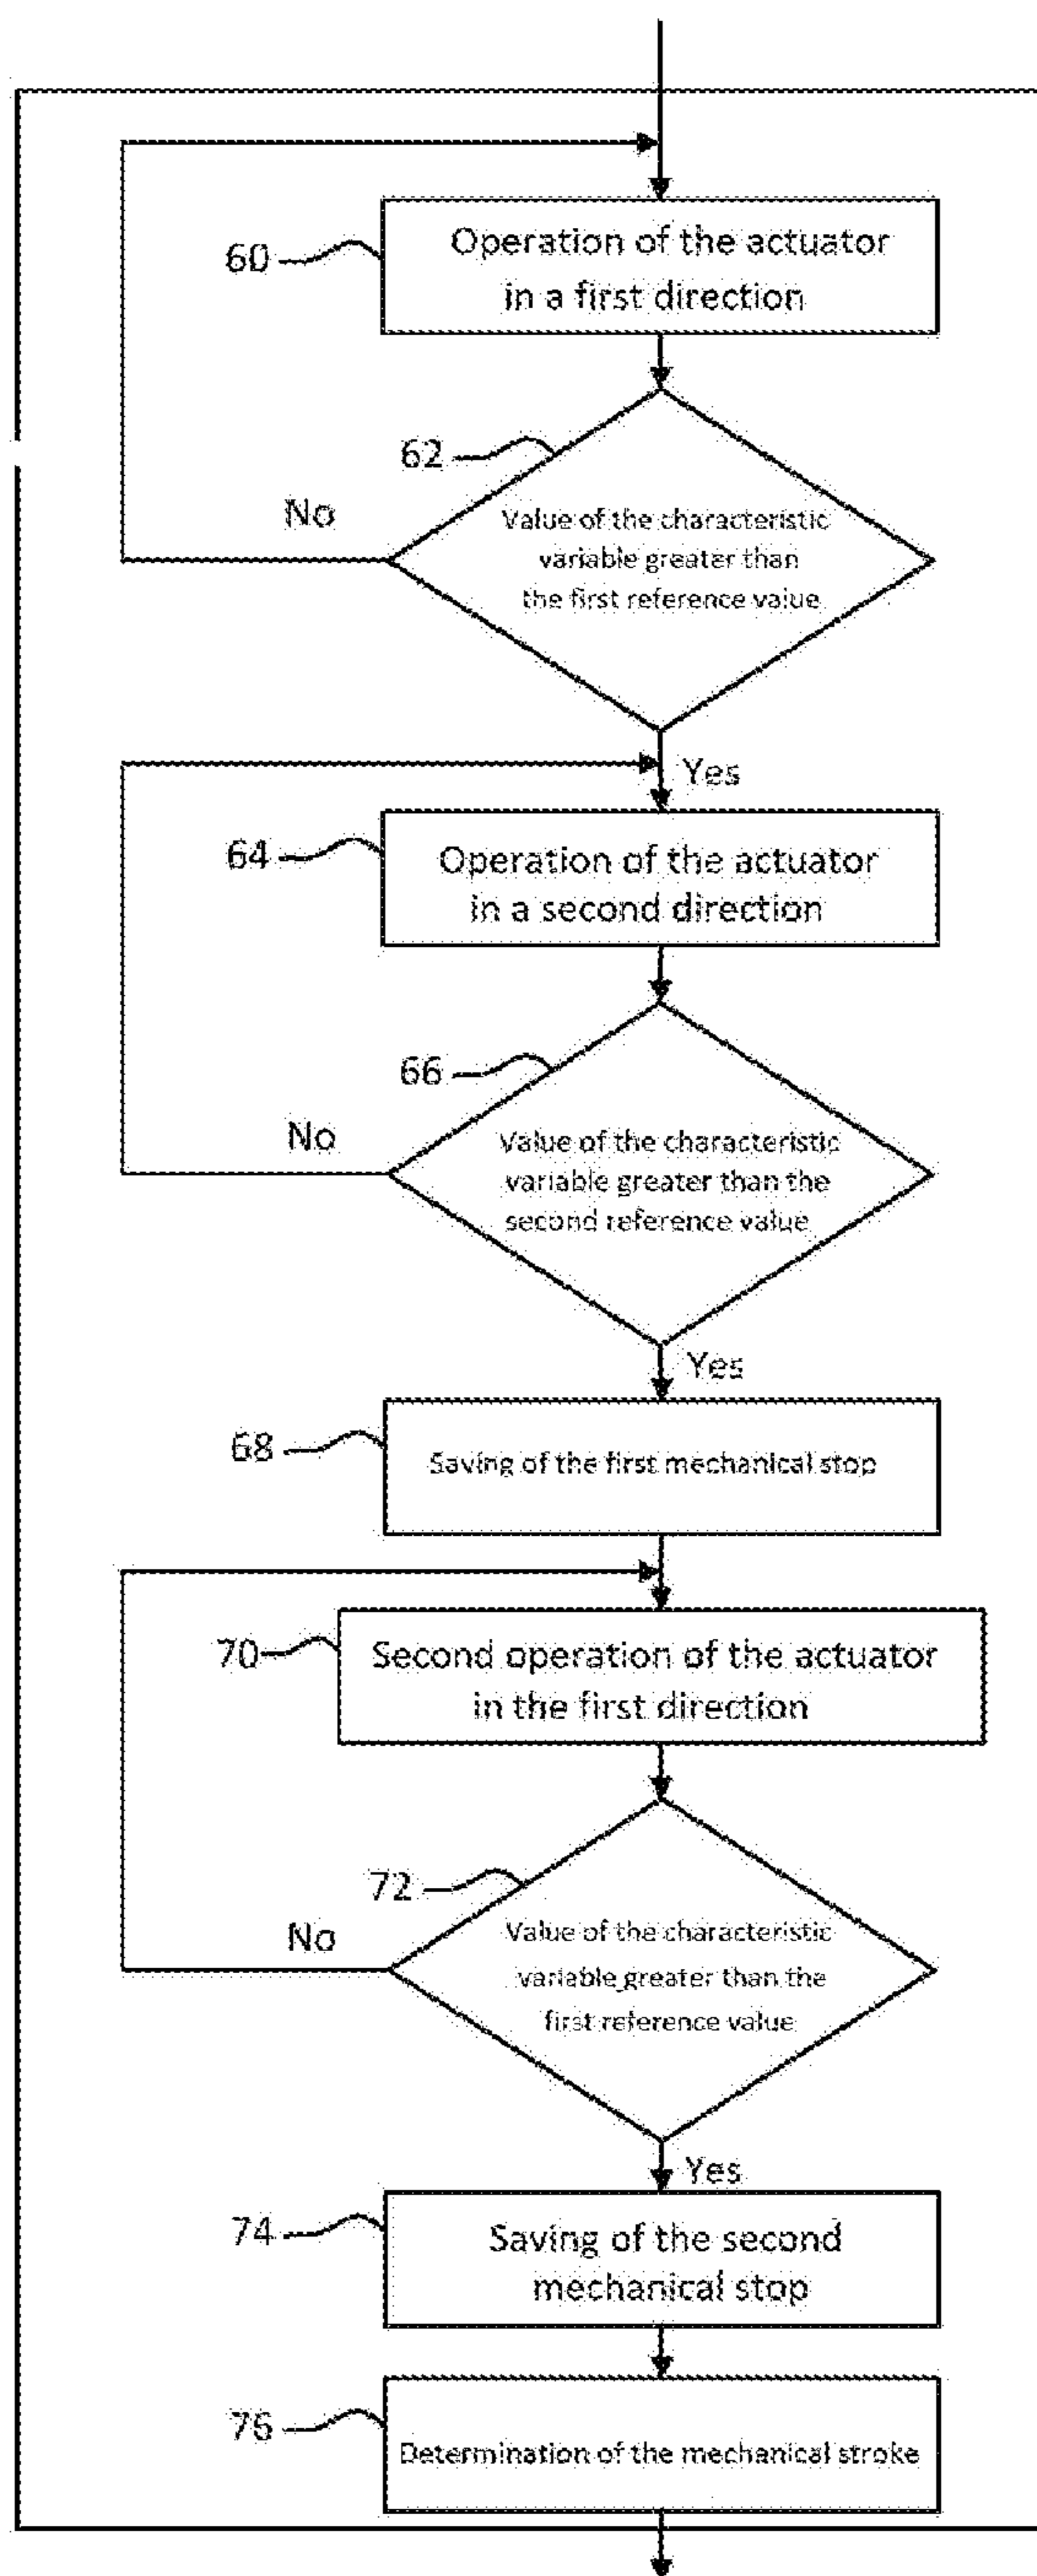 60
Operation of the actuator
in a first direction
62
No
Value of the characteristic
variable greater than
the first reference value
Yes
64
Operation of the actuator
in a second direction
66
No
Value of the characteristic
variable greater than the
second reference value
Yes
68
Saving of the first mechanical stop
70
Second operation of the actuator
in the first direction
72
No
Value of the characteristic
variable greater than the
first reference value
Yes
74
Saving of the second
mechanical stop
76
Determination of the mechanical stroke